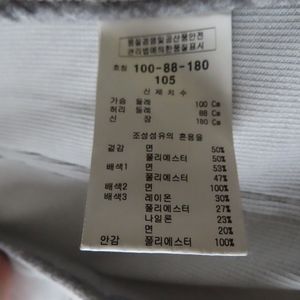 품질경영및공산품안전
관리법에의한품질표시
호칭 100-88-180
105
신체치수
가슴 둘레 100 Cm
허리 둘레 88 Cm
신 장 180 Cm
조성섬유의 혼용율
겉감 면 50%
폴리에스터 50%
배색1 면 53%
폴리에스터 47%
배색2 면 100%
배색3 레이온 30%
폴리에스터 27%
나일론 23%
면 20%
안감 폴리에스터 100%